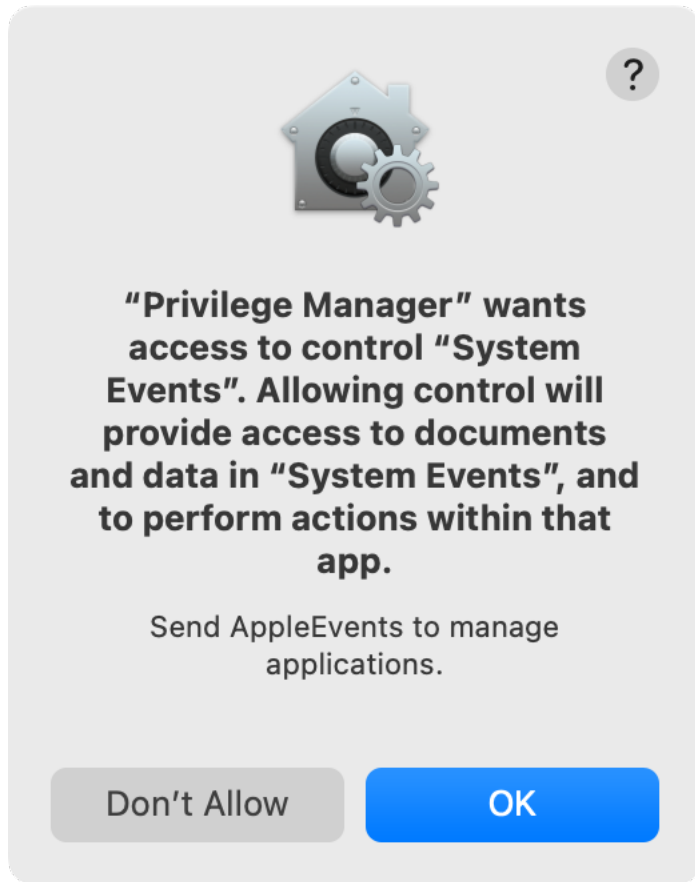 ?
“Privilege Manager” wants
access to control “System
Events”. Allowing control will
provide access to documents
and data in “System Events”, and
to perform actions within that
app.
Send AppleEvents to manage
applications.
Don’t Allow
OK